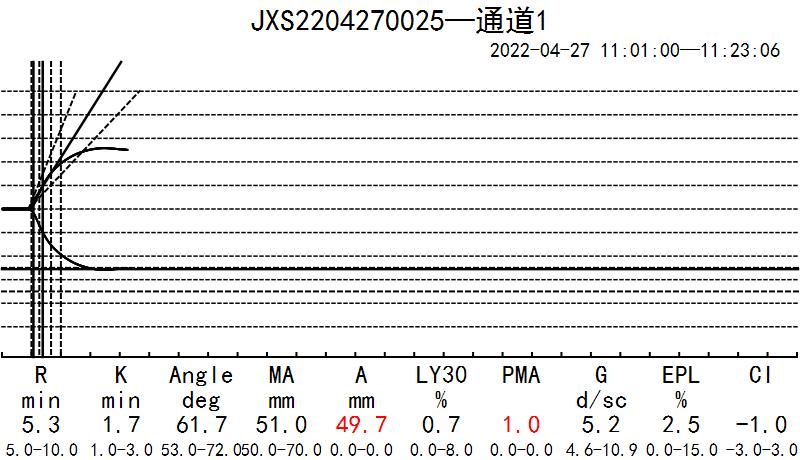 JXS2204270025—通道1
2022-04-27 11:01:00—11:23:06
R K Angle MA A LY30 PMA G EPL CI
min min deg mm mm % d/sc %
5.3 1.7 61.7 51.0 49.7 0.7 1.0 5.2 2.5 -1.0
5.0-10.0 1.0-3.0 53.0-72.0 50.0-70.0 0.0-0.0 0.0-8.0 0.0-0.0 4.6-10.9 0.0-15.0 -3.0-3.0